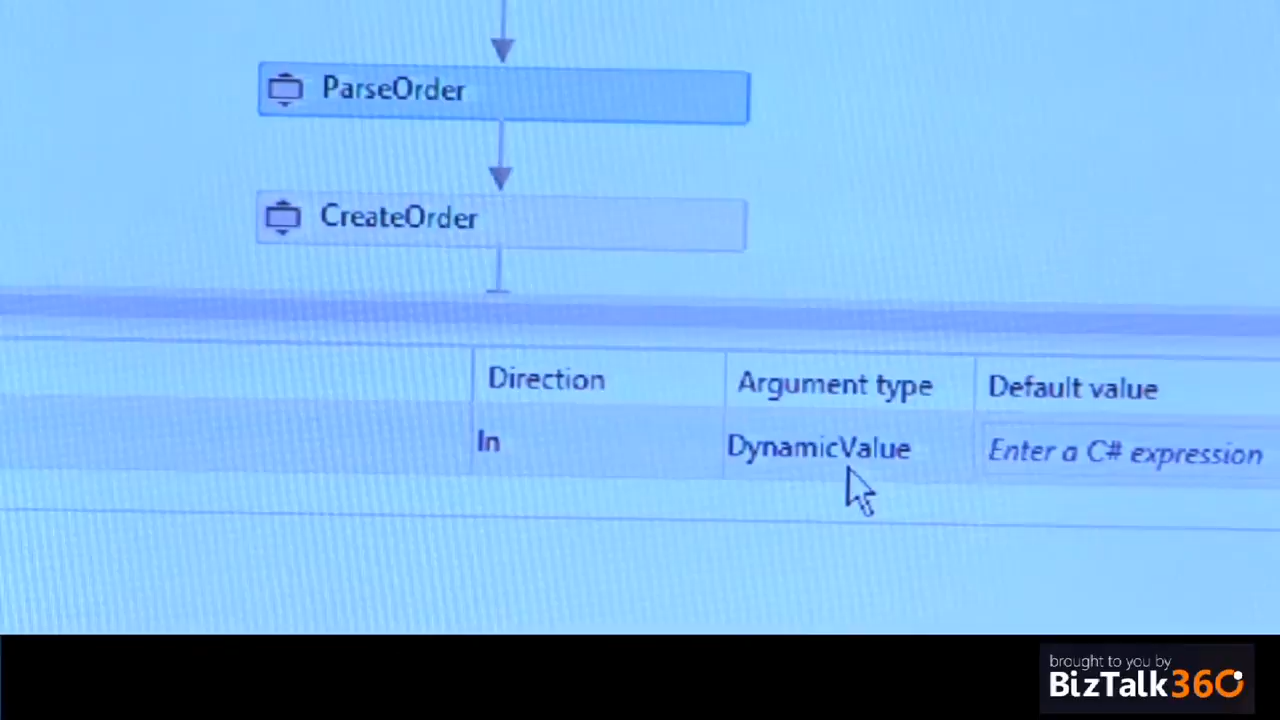 ParseOrder
CreateOrder
Direction Argument type Default value
In DynamicValue Enter a C# expression
brought to you by
BizTalk360